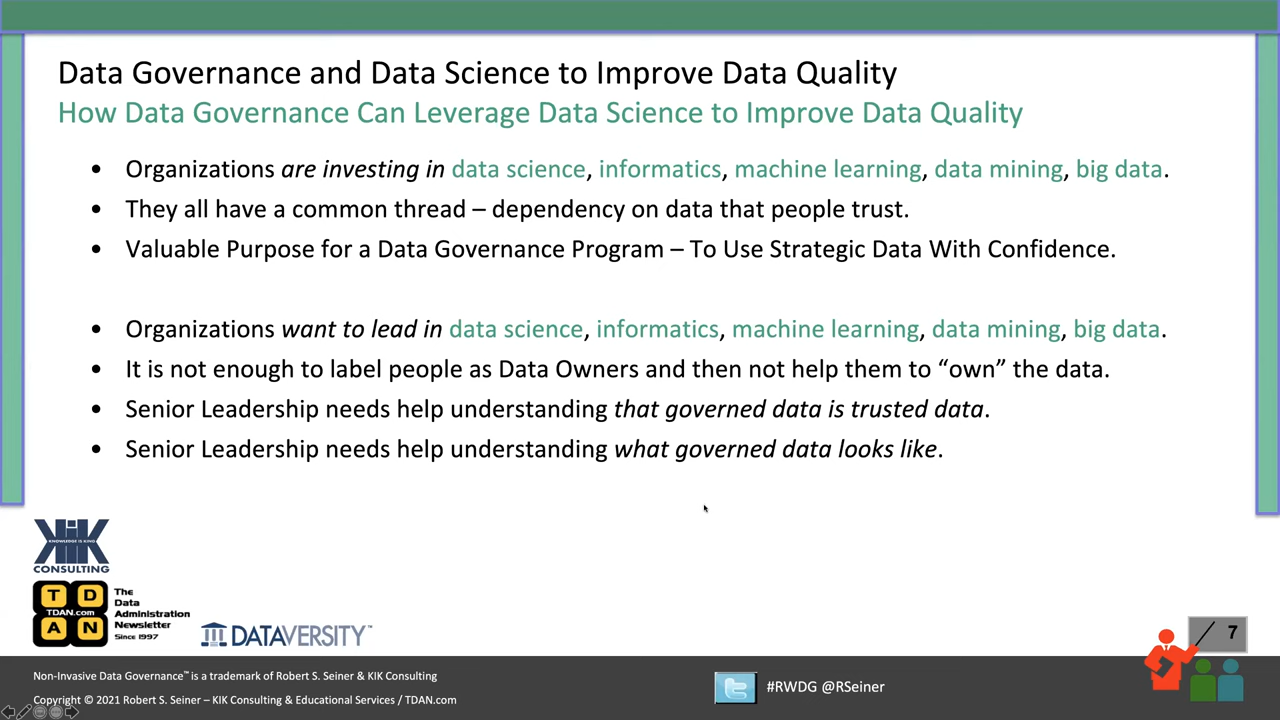 Data Governance and Data Science to Improve Data Quality
How Data Governance Can Leverage Data Science to Improve Data Quality
• Organizations are investing in data science, informatics, machine learning, data mining, big data.
• They all have a common thread – dependency on data that people trust.
• Valuable Purpose for a Data Governance Program – To Use Strategic Data With Confidence.
• Organizations want to lead in data science, informatics, machine learning, data mining, big data.
• It is not enough to label people as Data Owners and then not help them to “own” the data.
• Senior Leadership needs help understanding that governed data is trusted data.
• Senior Leadership needs help understanding what governed data looks like.
KIK
KNOWLEDGE IS KING
CONSULTING
T D
TDAN.com
A N
The
Data
Administration
Newsletter
Since 1997
DATAVERSITY™
7
Non-Invasive Data Governance™ is a trademark of Robert S. Seiner & KIK Consulting
Copyright © 2021 Robert S. Seiner – KIK Consulting & Educational Services / TDAN.com
#RWDG @RSeiner